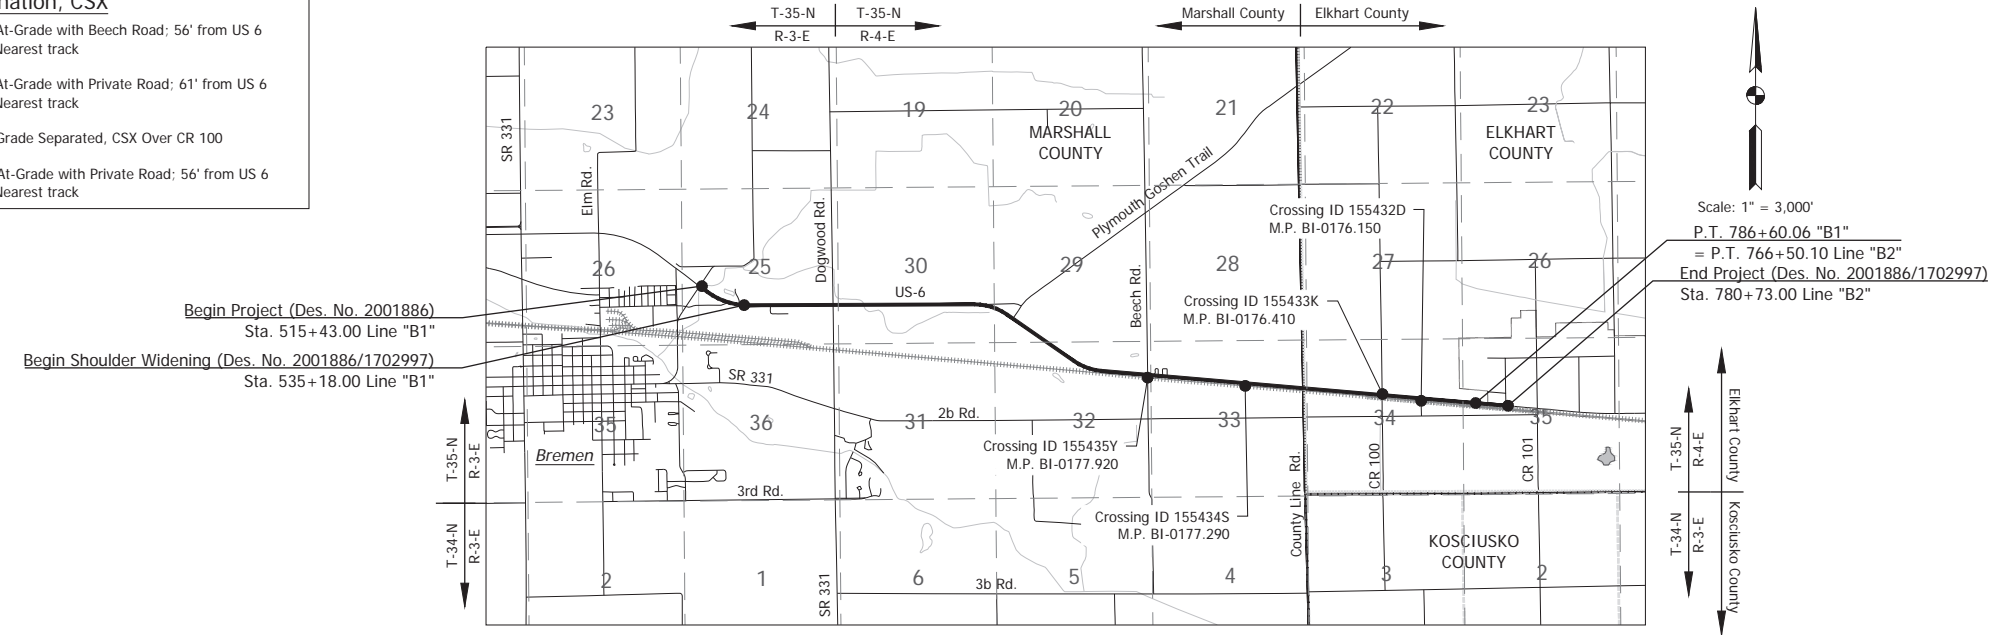 nation, CSX
At-Grade with Beech Road; 56' from US 6
Nearest track
At-Grade with Private Road; 61' from US 6
Nearest track
Grade Separated, CSX Over CR 100
At-Grade with Private Road; 56' from US 6
Nearest track
T-35-N
R-3-E
T-35-N
R-4-E
Marshall County
Elkhart County
SR 331
23
24
19
20
21
22
23
MARSHALL
COUNTY
ELKHART
COUNTY
Elm Rd.
Dogwood Rd.
Plymouth Goshen Trail
Beech Rd.
26
25
30
29
28
27
26
US-6
Crossing ID 155432D
M.P. BI-0176.150
Crossing ID 155433K
M.P. BI-0176.410
Scale: 1" = 3,000'
P.T. 786+60.06 "B1"
= P.T. 766+50.10 Line "B2"
End Project (Des. No. 2001886/1702997)
Sta. 780+73.00 Line "B2"
Begin Project (Des. No. 2001886)
Sta. 515+43.00 Line "B1"
Begin Shoulder Widening (Des. No. 2001886/1702997)
Sta. 535+18.00 Line "B1"
SR 331
2b Rd.
35
36
31
32
33
34
35
Bremen
Crossing ID 155435Y
M.P. BI-0177.920
Crossing ID 155434S
M.P. BI-0177.290
3rd Rd.
County Line Rd.
CR 100
CR 101
T-35-N
R-3-E
T-34-N
R-3-E
T-35-N
R-4-E
T-34-N
R-3-E
Elkhart County
Kosciusko County
KOSCIUSKO
COUNTY
2
1
6
5
4
3
2
3b Rd.
SR 331